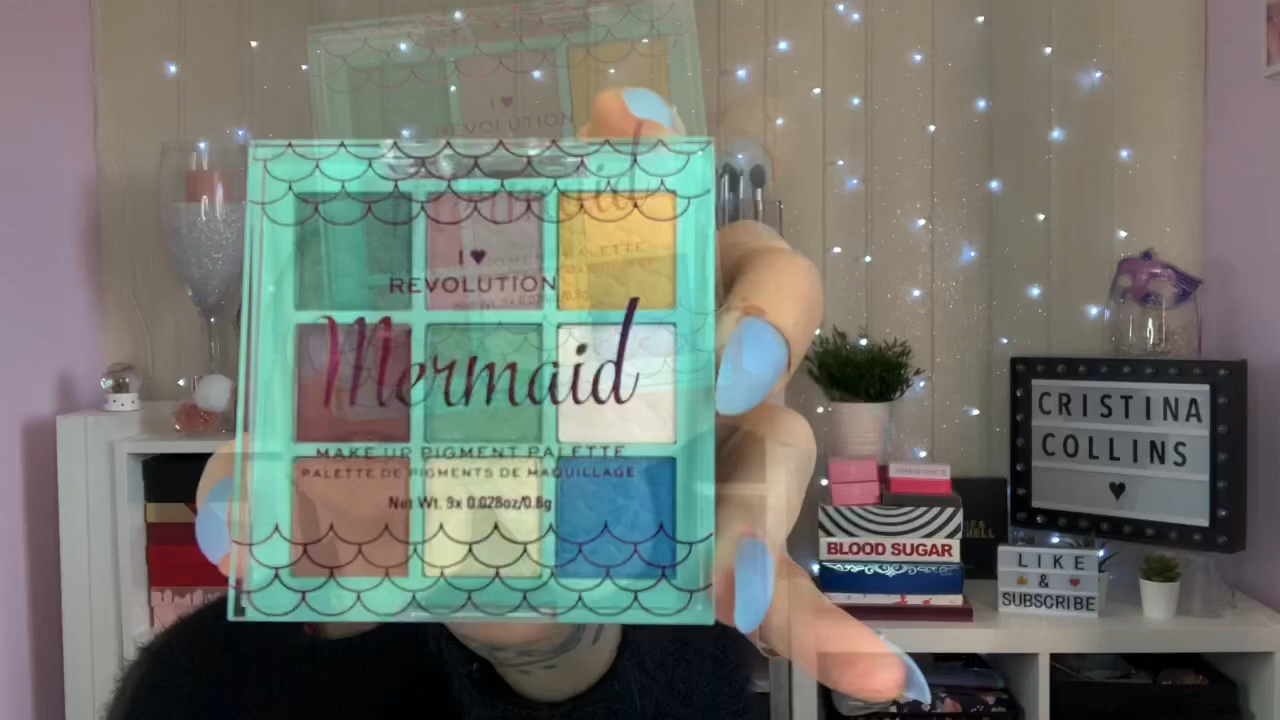 I ♥
REVOLUTION
Mermaid
MAKE UP PIGMENT PALETTE
PALETTE DE PIGMENTS DE MAQUILLAGE
Net Wt. 9x 0.028oz/0.8g
CRISTINA
COLLINS
♥
BLOOD SUGAR
LIKE
&
SUBSCRIBE